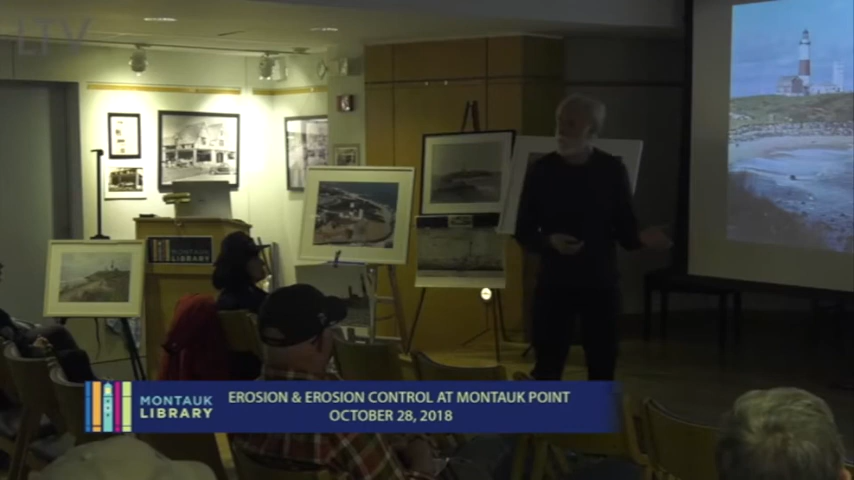 LTV
MONTAUK
LIBRARY
MONTAUK
LIBRARY
EROSION & EROSION CONTROL AT MONTAUK POINT
OCTOBER 28, 2018